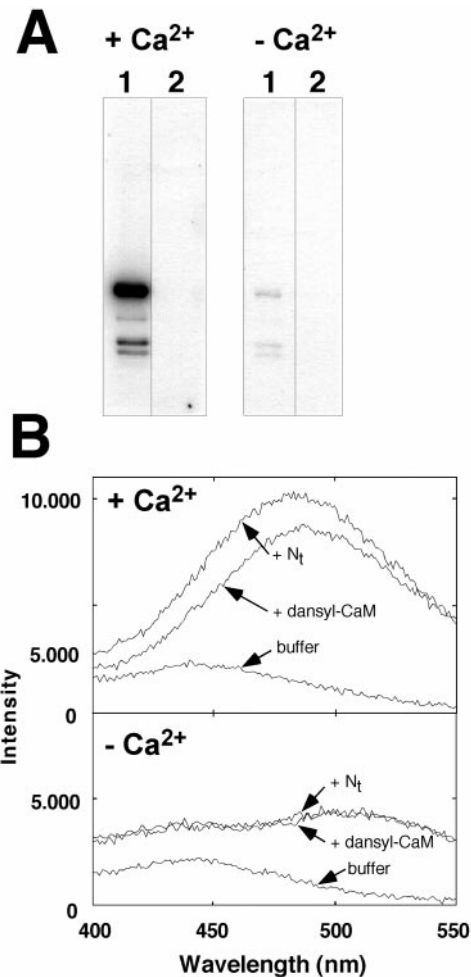 A
+ Ca²⁺ - Ca²⁺
1 2 1 2
B
10.000
+ Ca²⁺
+ Nₜ
+ dansyl-CaM
5.000
buffer
0
Intensity
- Ca²⁺
+ Nₜ
5.000
+ dansyl-CaM
buffer
0
400 450 500 550
Wavelength (nm)